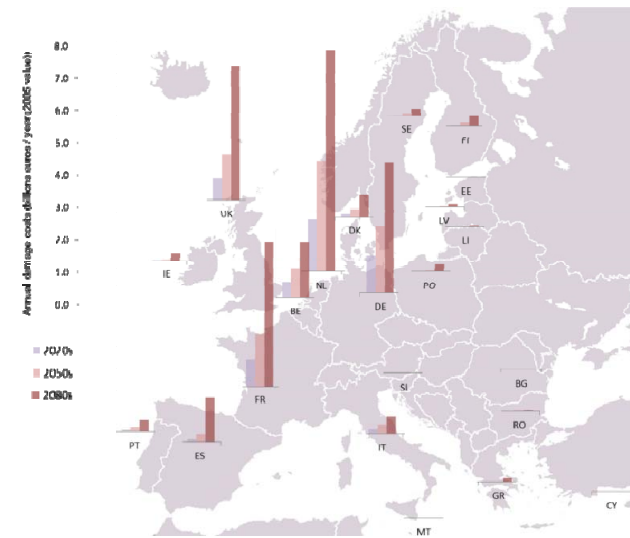 Annual damage costs (billions euros / year (2005 value))
8.0
7.0
6.0
5.0
4.0
3.0
2.0
1.0
0.0
2020s
2050s
2080s
SE
FI
EE
LV
LI
UK
DK
IE
NL
PO
BE
DE
FR
SL
BG
RO
PT
ES
IT
GR
CY
MT